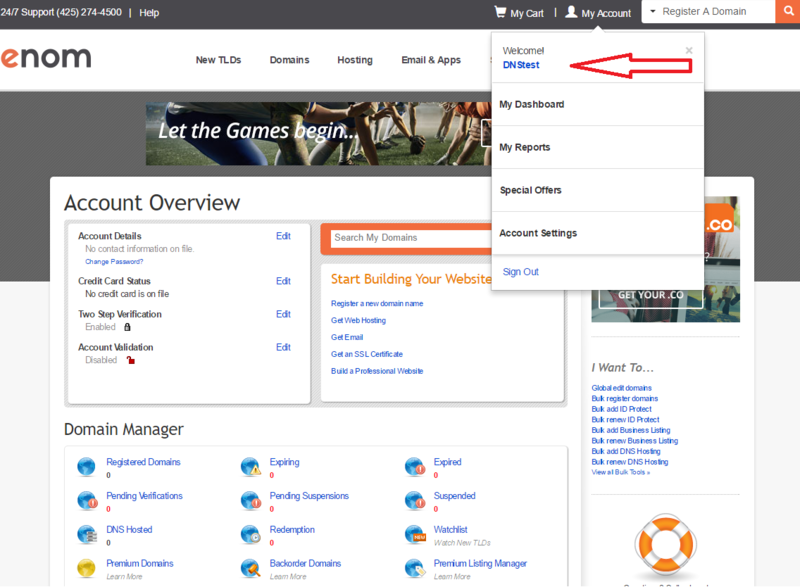 24/7 Support (425) 274-4500 | Help
My Cart | My Account
Register A Domain
enom
New TLDs Domains Hosting Email & Apps
Let the Games begin...
Welcome!
DNStest
My Dashboard
My Reports
Special Offers
Account Settings
Sign Out
Account Overview
Account Details Edit
No contact information on file.
Change Password?
Credit Card Status Edit
No credit card is on file
Two Step Verification Edit
Enabled
Account Validation Edit
Disabled
Search My Domains
Start Building Your Website
Register a new domain name
Get Web Hosting
Get Email
Get an SSL Certificate
Build a Professional Website
.co
?
GET YOUR .CO
I Want To...
Global edit domains
Bulk register domains
Bulk add ID Protect
Bulk renew ID Protect
Bulk add Business Listing
Bulk renew Business Listing
Bulk add DNS Hosting
Bulk renew DNS Hosting
View all Bulk Tools »
Domain Manager
Registered Domains
0
Expiring
0
Expired
0
Pending Verifications
0
Pending Suspensions
0
Suspended
0
DNS Hosted
0
Redemption
0
Watchlist
Watch New TLDs
Premium Domains
Learn More
Backorder Domains
Learn More
Premium Listing Manager
Learn More